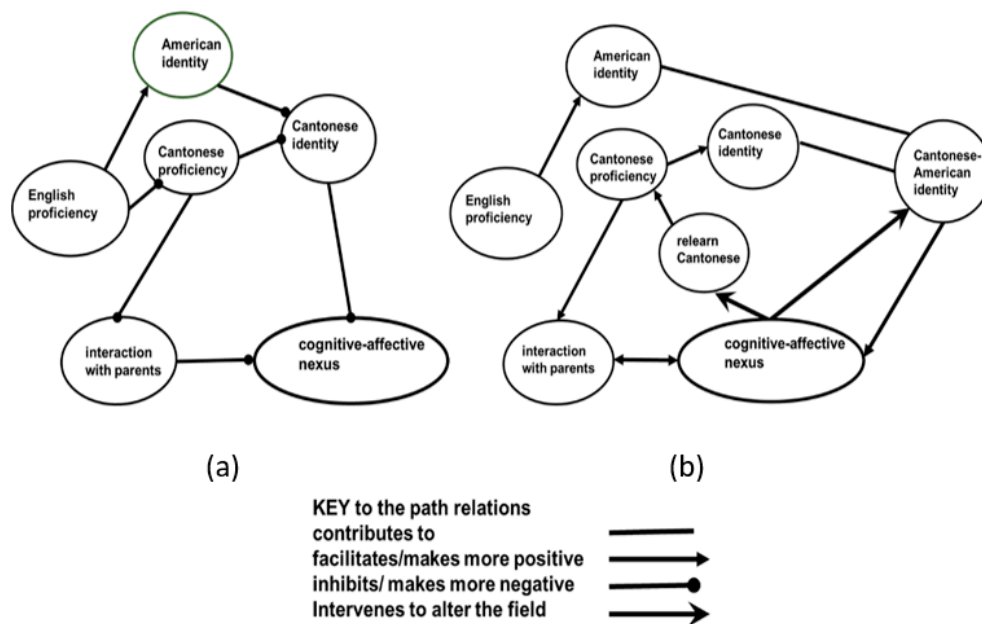 American
identity
Cantonese
identity
Cantonese
proficiency
English
proficiency
interaction
with parents
cognitive-affective
nexus
(a)
American
identity
Cantonese
identity
Cantonese-
American
identity
Cantonese
proficiency
English
proficiency
relearn
Cantonese
interaction
with parents
cognitive-affective
nexus
(b)
KEY to the path relations
contributes to
facilitates/makes more positive
inhibits/ makes more negative
Intervenes to alter the field